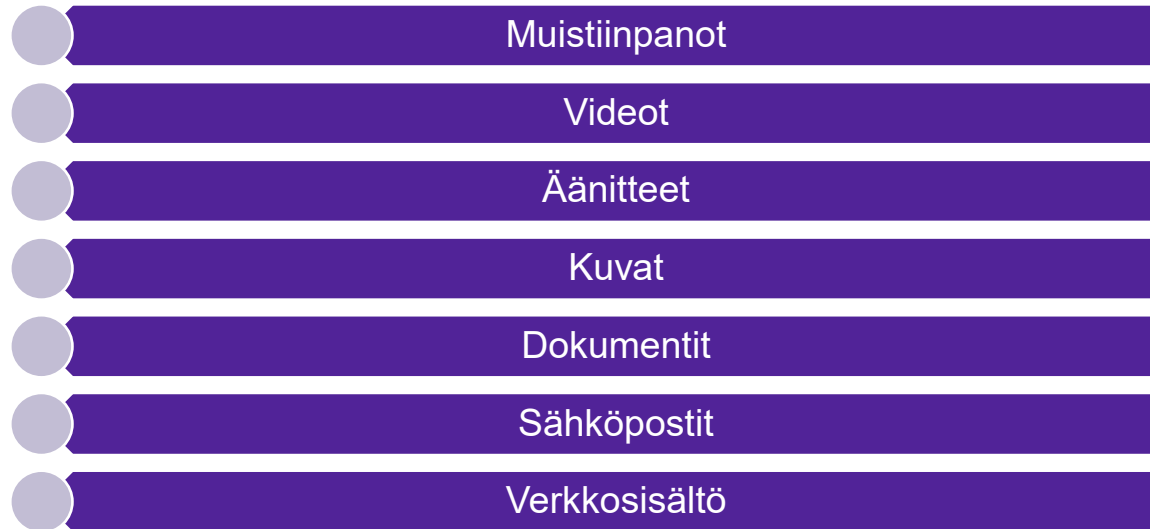 Muistiinpanot
Videot
Äänitteet
Kuvat
Dokumentit
Sähköpostit
Verkkosisältö